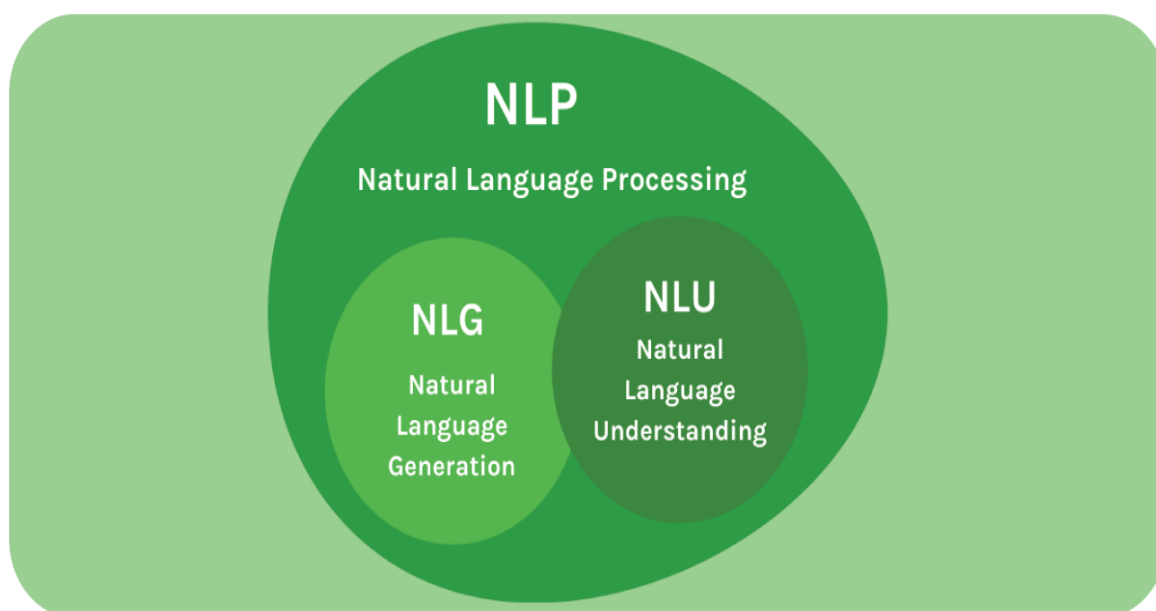 NLP
Natural Language Processing
NLG
Natural
Language
Generation
NLU
Natural
Language
Understanding